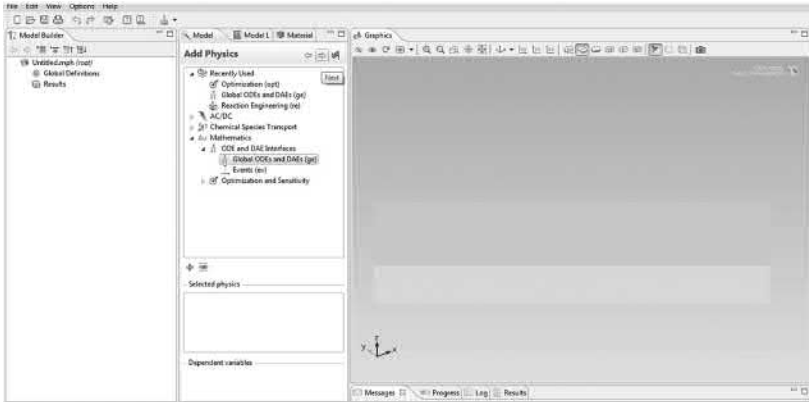 File Edit View Options Help
Model Builder
Untitled.mph (root)
Global Definitions
Results
Model
Model L
Material
Add Physics
Next
Recently Used
Optimization (opt)
Global ODEs and DAEs (ge)
Reaction Engineering (re)
AC/DC
Chemical Species Transport
Mathematics
ODE and DAE Interfaces
Global ODEs and DAEs (ge)
Events (ev)
Optimization and Sensitivity
Selected physics
Dependent variables
Graphics
z
y
x
Messages
Progress
Log
Results